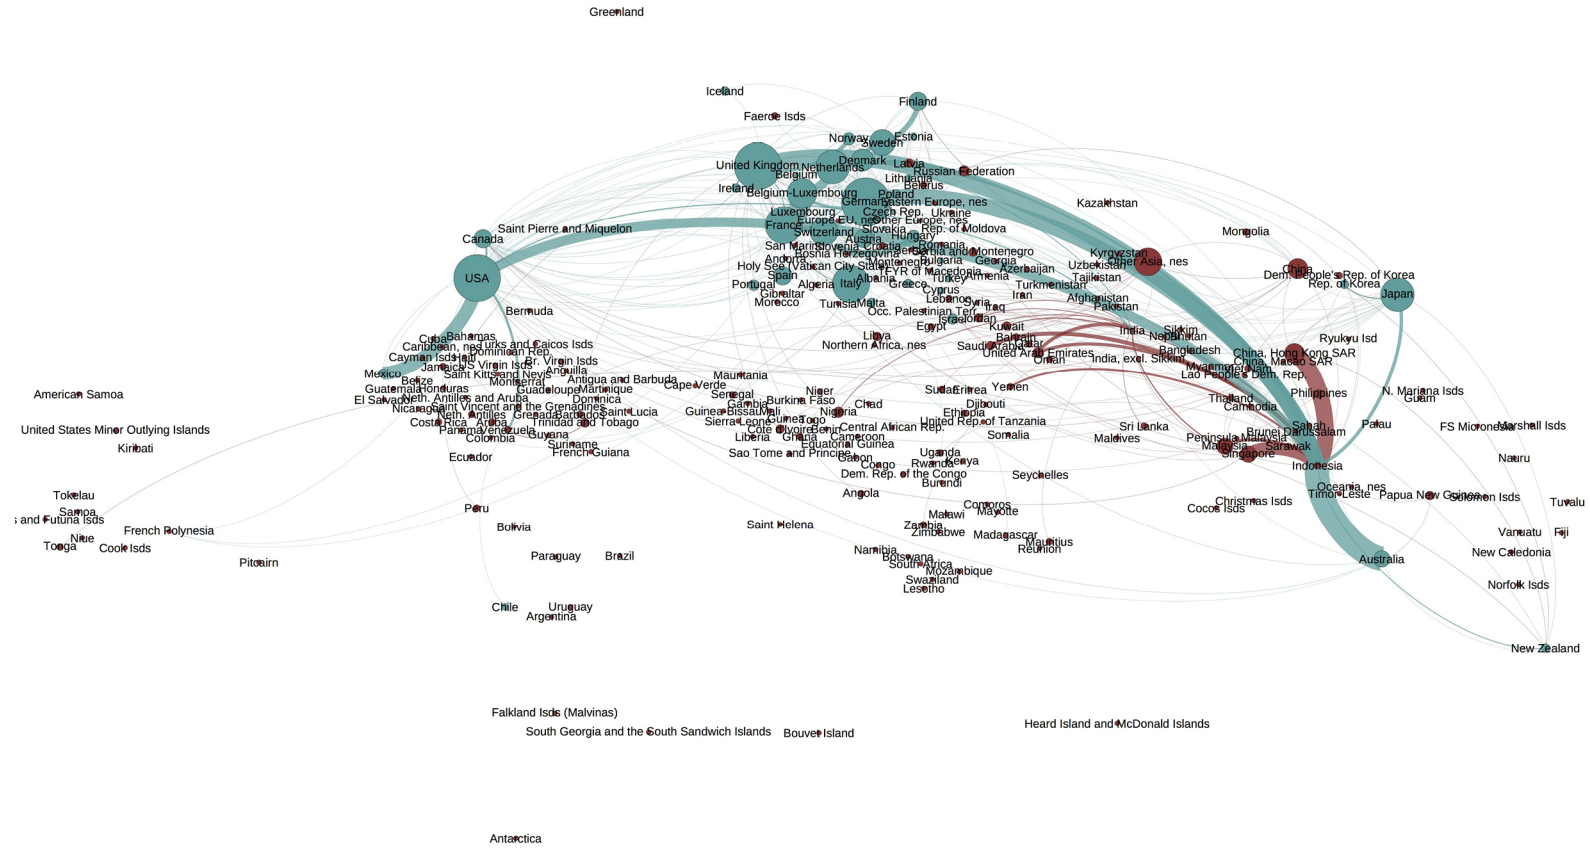 Greenland
Iceland
Finland
Faeroe Isds
Norway
Estonia
Sweden
United Kingdom
Netherlands
Denmark
Latvia
Russian Federation
Belgium
Lithuania
Ireland
Belgium-Luxembourg
Belarus
Germany
Poland
Eastern Europe, nes
Kazakhstan
Luxembourg
Czech Rep.
Ukraine
Europe EU, nes
Other Europe, nes
France
Switzerland
Slovakia
Rep. of Moldova
Saint Pierre and Miquelon
Mongolia
Canada
Austria
Hungary
San Marino
Slovenia
Croatia
Romania
Bosnia Herzegovina
Serbia and Montenegro
Kyrgyzstan
Andorra
Montenegro
Bulgaria
Georgia
Other Asia, nes
Holy See (Vatican City State)
Azerbaijan
Uzbekistan
China
TFYR of Macedonia
Armenia
Dem. People's Rep. of Korea
USA
Spain
Albania
Turkey
Tajikistan
Rep. of Korea
Portugal
Algeria
Italy
Greece
Turkmenistan
Gibraltar
Cyprus
Iran
Japan
Morocco
Tunisia
Malta
Lebanon
Syria
Iraq
Afghanistan
Pakistan
Bermuda
Occ. Palestinian Terr.
Israel
Jordan
Egypt
Kuwait
India
Sikkim
Nepal
Bhutan
Cuba
Bahamas
Libya
Bahrain
Qatar
Ryukyu Isd
Caribbean, nes
Turks and Caicos Isds
Northern Africa, nes
Saudi Arabia
Bangladesh
Dominican Rep.
United Arab Emirates
China, Hong Kong SAR
Cayman Isds
Haiti
Br. Virgin Isds
Oman
India, excl. Sikkim
China, Macao SAR
Jamaica
US Virgin Isds
Anguilla
Myanmar
Viet Nam
Mexico
Saint Kitts and Nevis
Mauritania
Lao People's Dem. Rep.
Belize
Montserrat
Antigua and Barbuda
Cape Verde
Guatemala
Honduras
Guadeloupe
Martinique
Niger
Sudan
Eritrea
Yemen
Philippines
N. Mariana Isds
American Samoa
Senegal
Guam
El Salvador
Neth. Antilles and Aruba
Dominica
Burkina Faso
Thailand
Nicaragua
Saint Vincent and the Grenadines
Gambia
Chad
Djibouti
Cambodia
Neth. Antilles
Grenada
Barbados
Saint Lucia
Guinea-Bissau
Mali
Nigeria
Ethiopia
Costa Rica
Aruba
Trinidad and Tobago
Sierra Leone
Guinea
Togo
United Rep. of Tanzania
Palau
FS Micronesia
Marshall Isds
United States Minor Outlying Islands
Panama
Venezuela
Côte d'Ivoire
Benin
Central African Rep.
Sri Lanka
Sabah
Brunei Darussalam
Colombia
Guyana
Liberia
Ghana
Cameroon
Somalia
Maldives
Peninsula Malaysia
Kiribati
Suriname
Equatorial Guinea
Malaysia
Sarawak
French Guiana
Sao Tome and Principe
Uganda
Singapore
Ecuador
Gabon
Rwanda
Kenya
Nauru
Congo
Indonesia
Dem. Rep. of the Congo
Seychelles
Burundi
Oceania, nes
Tokelau
Angola
Timor-Leste
Papua New Guinea
Solomon Isds
Christmas Isds
Tuvalu
Peru
Comoros
Cocos Isds
Samoa
Malawi
Mayotte
s and Futuna Isds
Bolivia
Saint Helena
Zambia
French Polynesia
Zimbabwe
Madagascar
Vanuatu
Fiji
Niue
Mauritius
Tonga
Cook Isds
Namibia
Reunion
New Caledonia
Paraguay
Brazil
Botswana
Australia
Pitcairn
South Africa
Mozambique
Swaziland
Norfolk Isds
Lesotho
Chile
Uruguay
Argentina
New Zealand
Falkland Isds (Malvinas)
Heard Island and McDonald Islands
South Georgia and the South Sandwich Islands
Bouvet Island
Antarctica